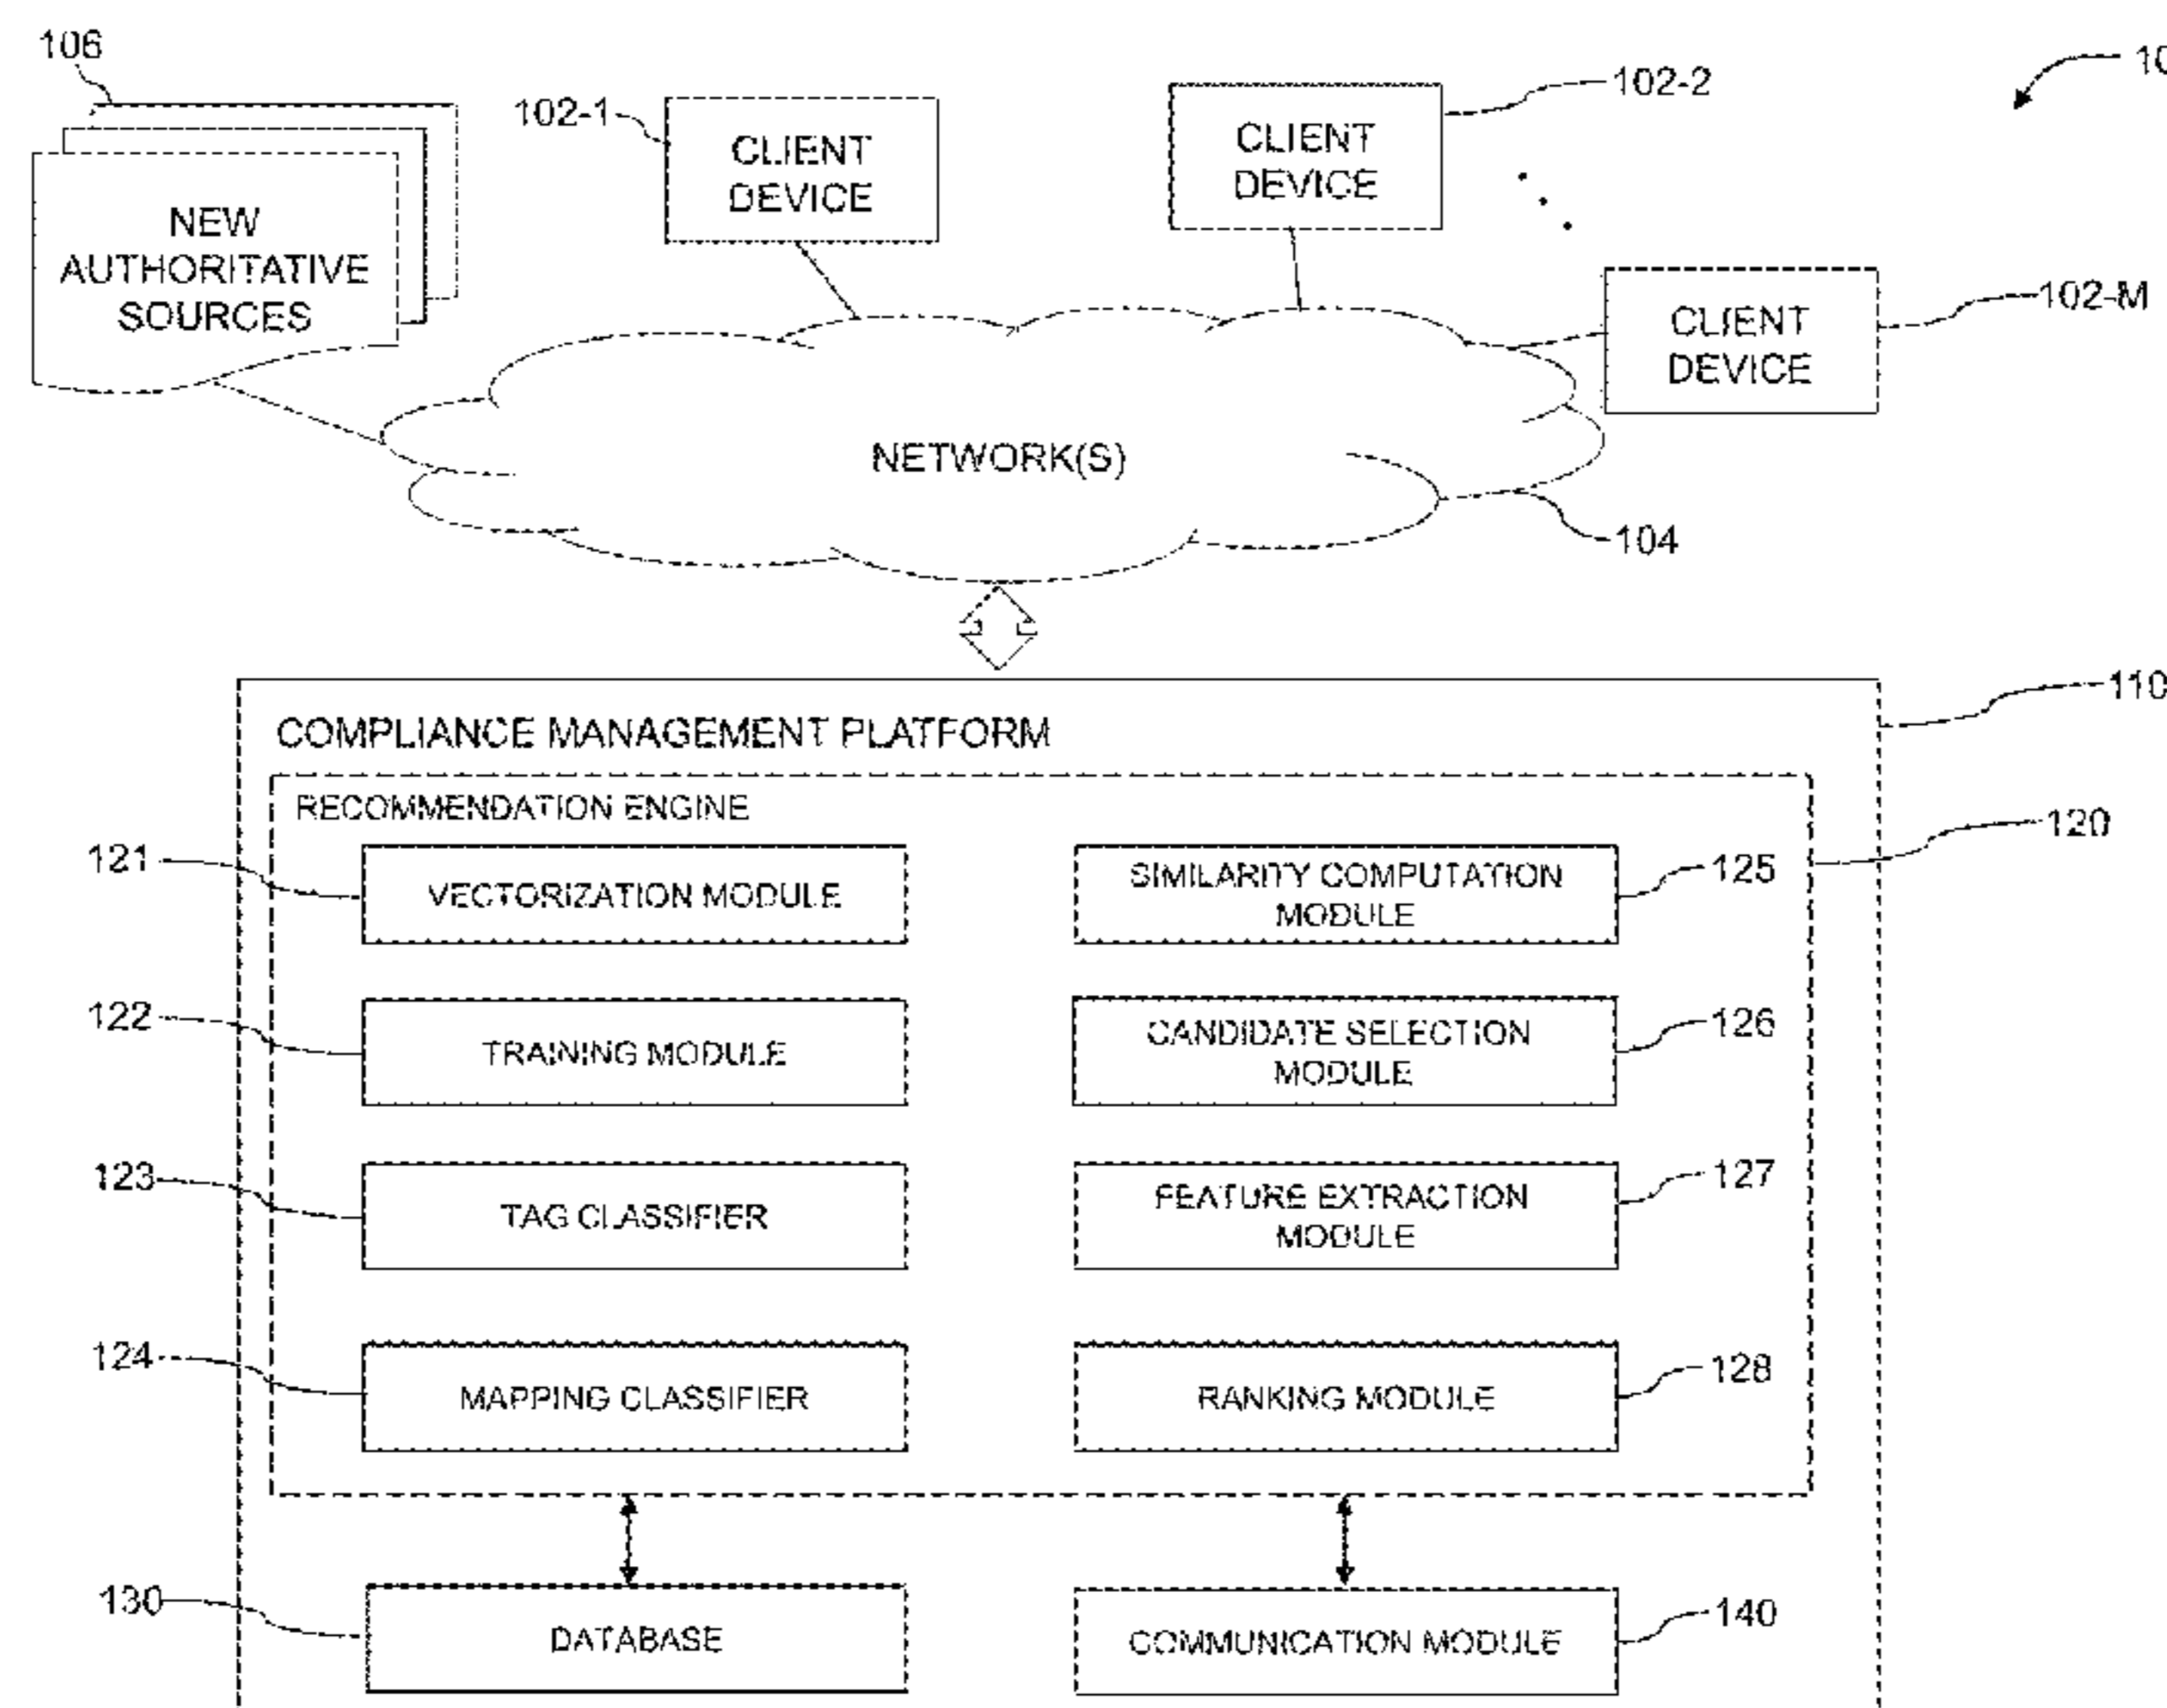 106
10
102-1
CLIENT
DEVICE
102-2
CLIENT
DEVICE
NEW
AUTHORITATIVE
SOURCES
102-M
CLIENT
DEVICE
NETWORK(S)
104
110
COMPLIANCE MANAGEMENT PLATFORM
RECOMMENDATION ENGINE
120
121
VECTORIZATION MODULE
SIMILARITY COMPUTATION
MODULE
125
122
TRAINING MODULE
CANDIDATE SELECTION
MODULE
126
123
TAG CLASSIFIER
FEATURE EXTRACTION
MODULE
127
124
MAPPING CLASSIFIER
RANKING MODULE
128
130
DATABASE
COMMUNICATION MODULE
140